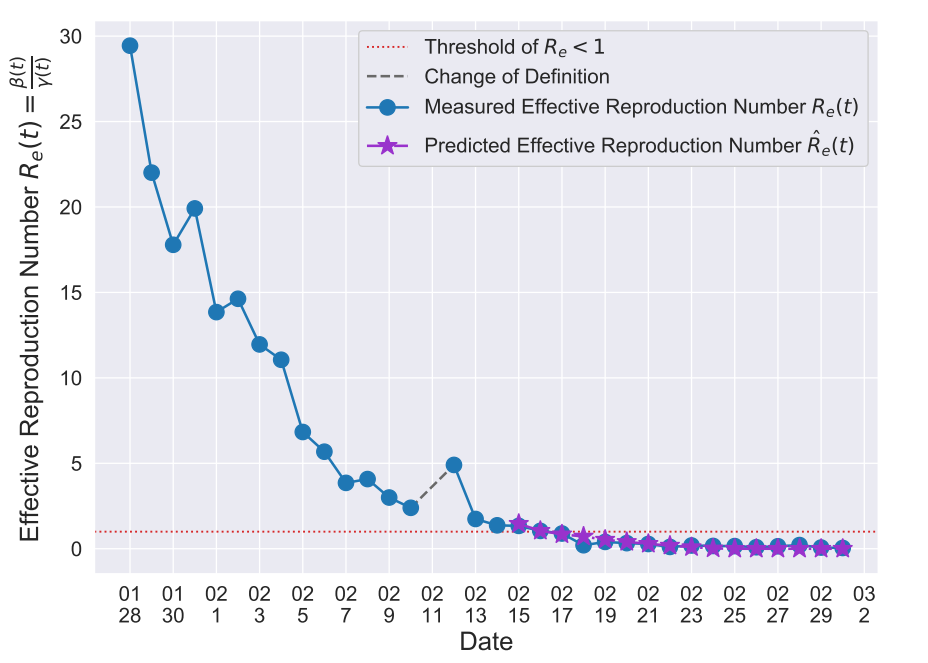 30
25
20
15
10
5
0
Effective Reproduction Number R_e(t) = β(t)/γ(t)
Threshold of R_e < 1
Change of Definition
Measured Effective Reproduction Number R_e(t)
Predicted Effective Reproduction Number R̂_e(t)
01 01 02 02 02 02 02 02 02 02 02 02 02 02 02 02 02 03
28 30 1 3 5 7 9 11 13 15 17 19 21 23 25 27 29 2
Date